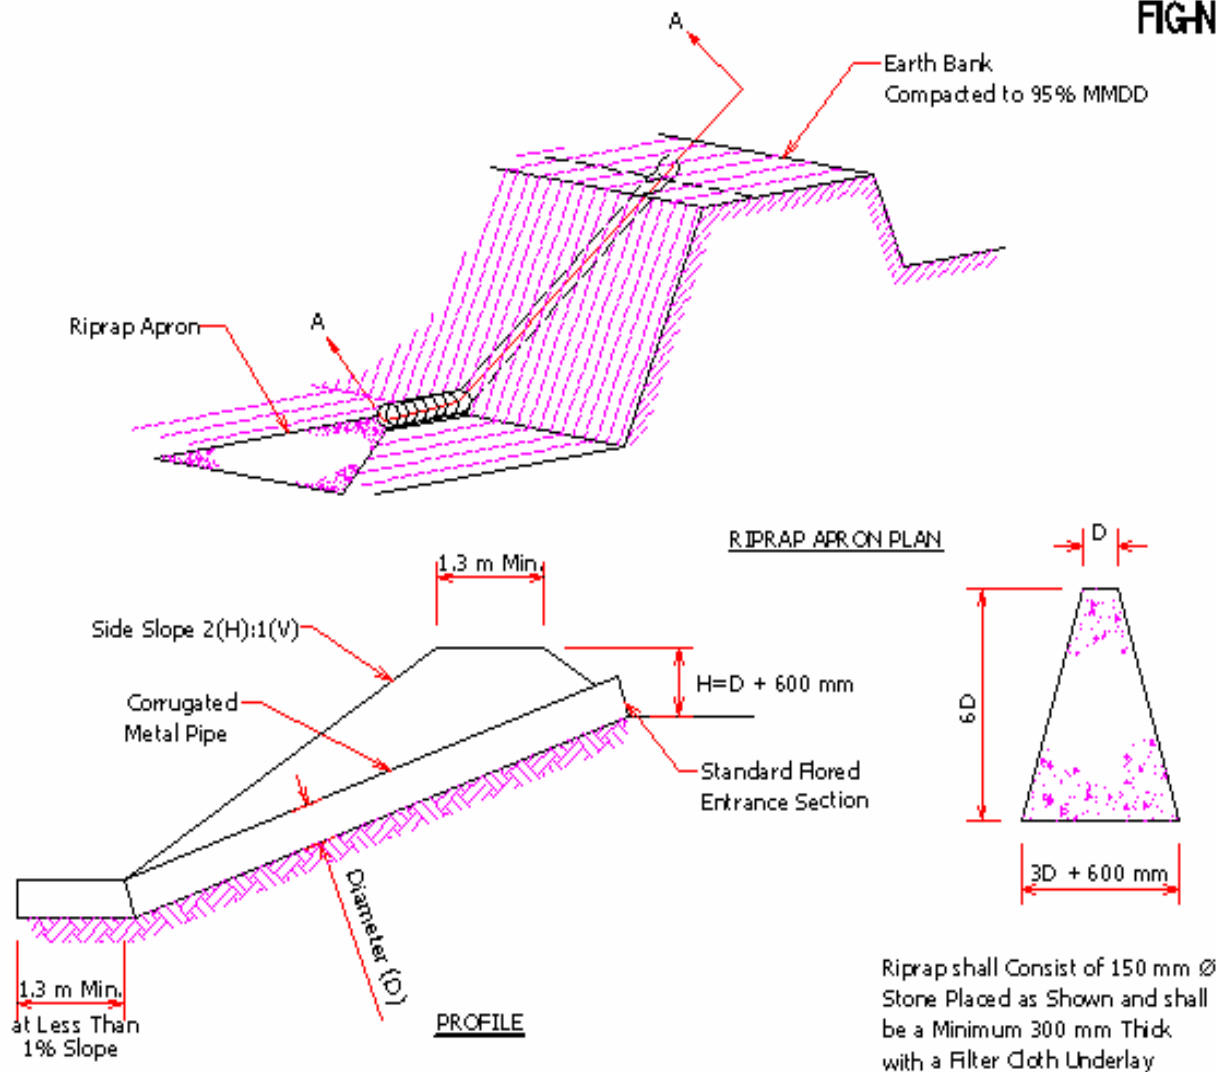 FIG-N
A
Earth Bank
Compacted to 95% MMDD
Riprap Apron
A
RIPRAP APRON PLAN
D
1.3 m Min.
Side Slope 2(H):1(V)
H=D + 600 mm
Corrugated
Metal Pipe
6D
Standard Flored
Entrance Section
3D + 600 mm
Diameter (D)
1.3 m Min.
at Less Than
1% Slope
PROFILE
Riprap shall Consist of 150 mm Ø
Stone Placed as Shown and shall
be a Minimum 300 mm Thick
with a Filter Cloth Underlay